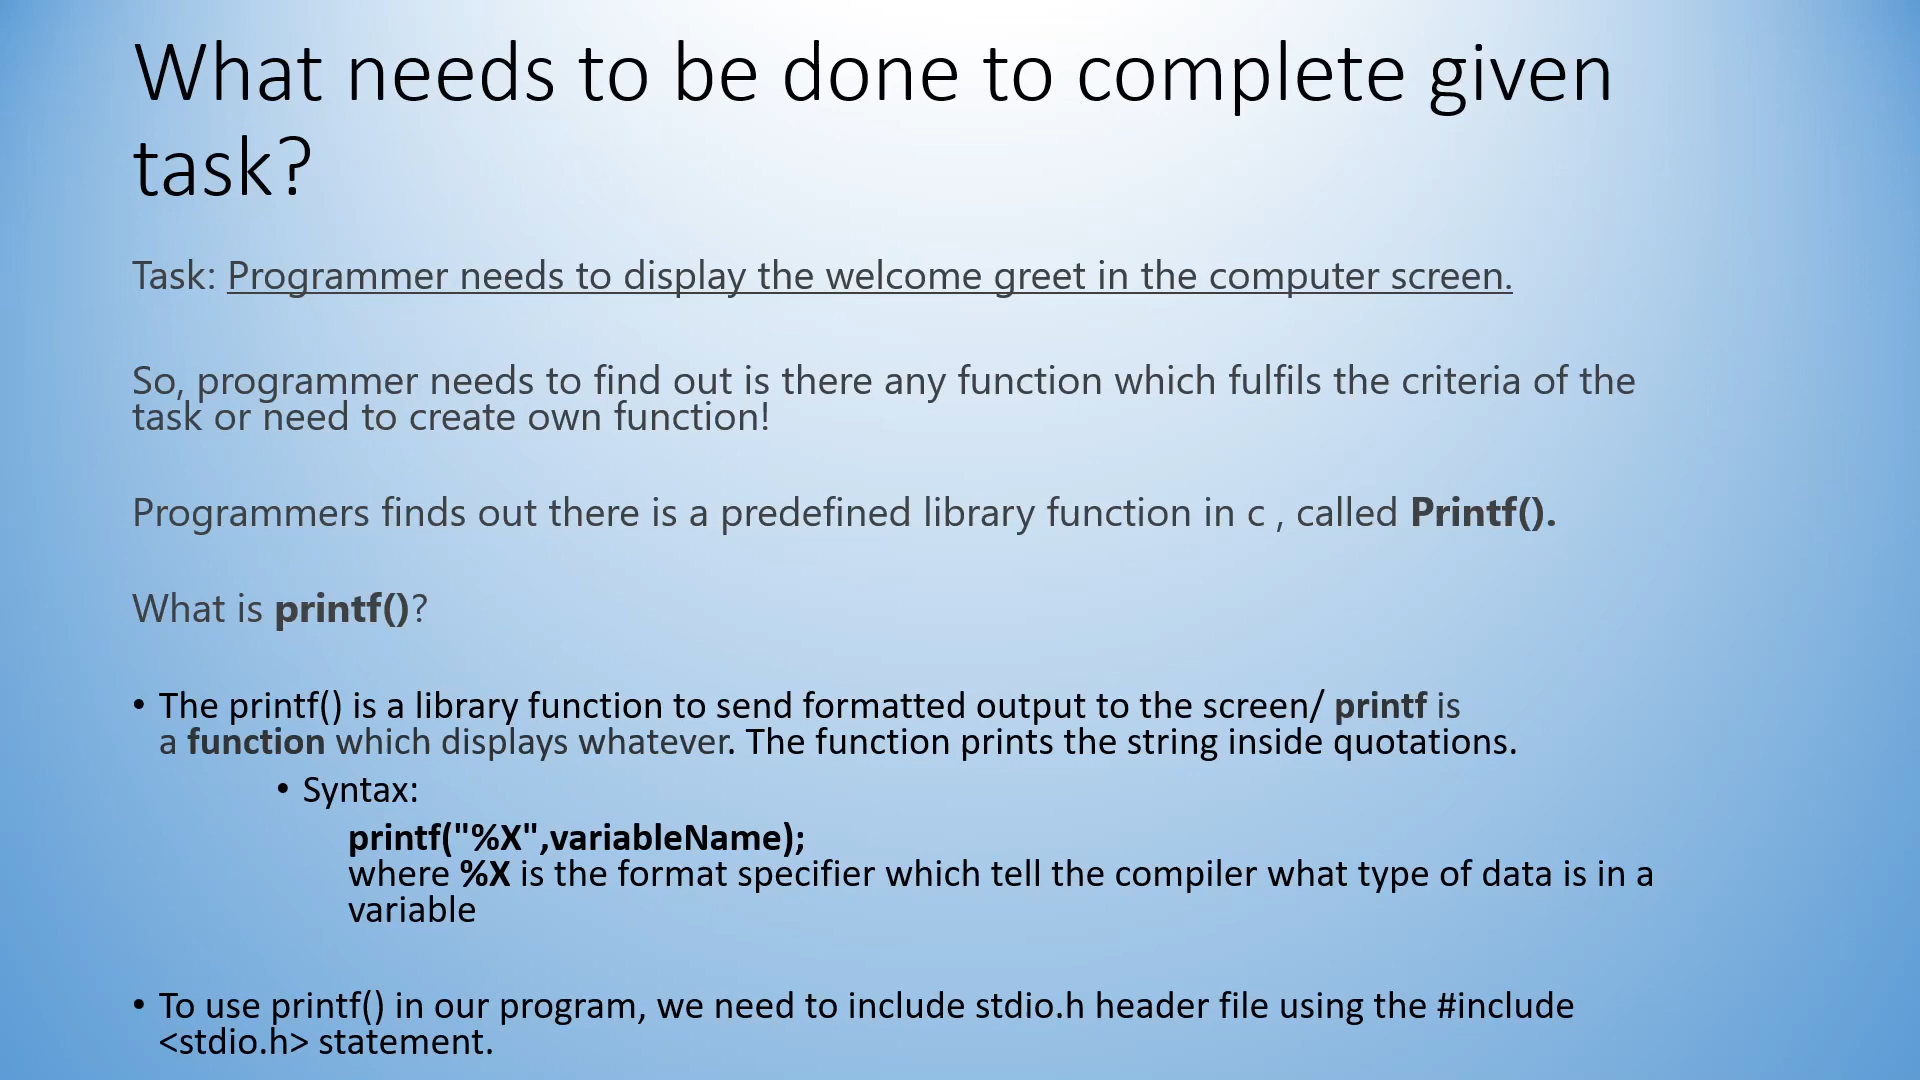 What needs to be done to complete given
task?
Task: Programmer needs to display the welcome greet in the computer screen.
So, programmer needs to find out is there any function which fulfils the criteria of the
task or need to create own function!
Programmers finds out there is a predefined library function in c , called Printf().
What is printf()?
• The printf() is a library function to send formatted output to the screen/ printf is
a function which displays whatever. The function prints the string inside quotations.
• Syntax:
printf("%X",variableName);
where %X is the format specifier which tell the compiler what type of data is in a
variable
• To use printf() in our program, we need to include stdio.h header file using the #include
<stdio.h> statement.